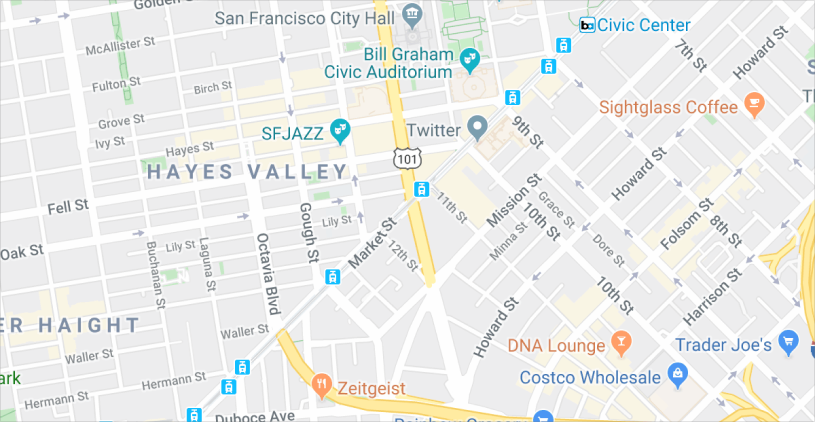 Golden
San Francisco City Hall
ba Civic Center
McAllister St
Bill Graham
Civic Auditorium
7th St
Howard St
Fulton St
Birch St
Sightglass Coffee
Grove St
SFJAZZ
Twitter
9th St
Ivy St
Hayes St
101
HAYES VALLEY
Howard St
Mission St
Fell St
11th St
Grace St
10th St
Folsom St
8th St
Lily St
Gough St
Market St
Minna St
Dore St
Oak St
Lily St
12th St
Buchanan St
Laguna St
Octavia Blvd
10th St
Harrison St
ER HAIGHT
Waller St
Howard St
DNA Lounge
Trader Joe's
Waller St
Costco Wholesale
ark
Hermann St
Zeitgeist
Hermann St
Duboce Ave